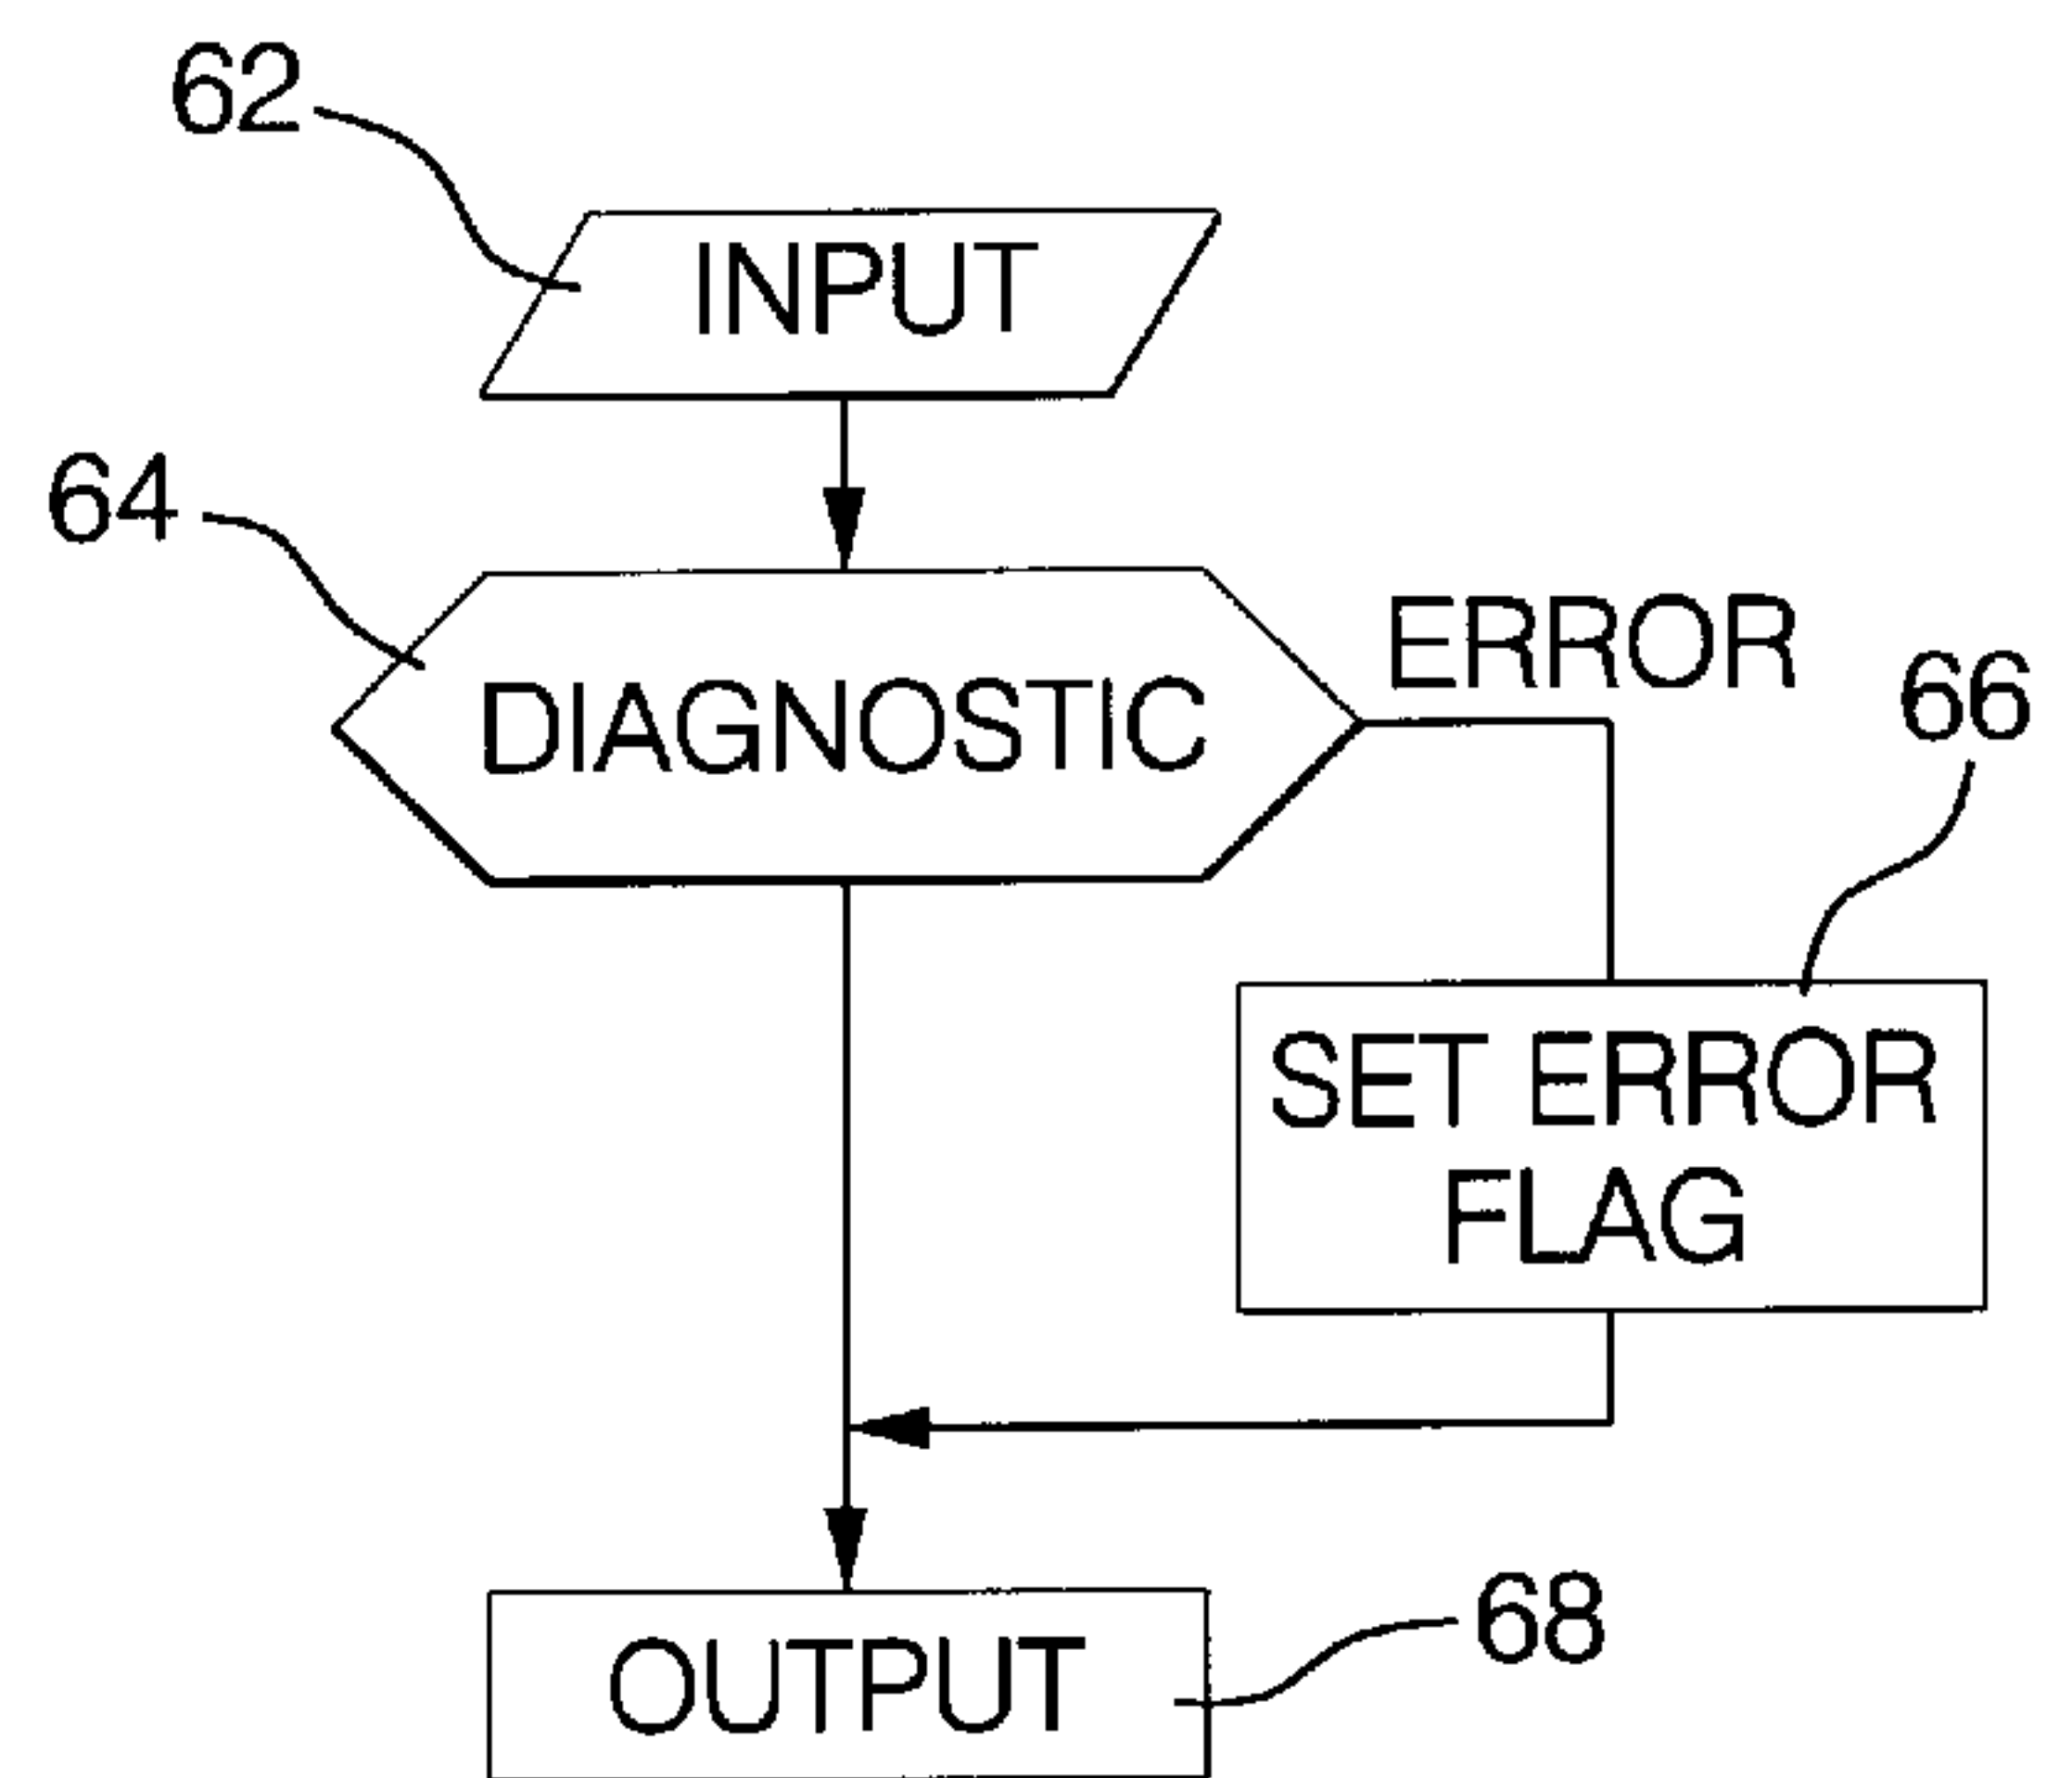 62
INPUT
64
DIAGNOSTIC
ERROR
66
SET ERROR
FLAG
OUTPUT
68